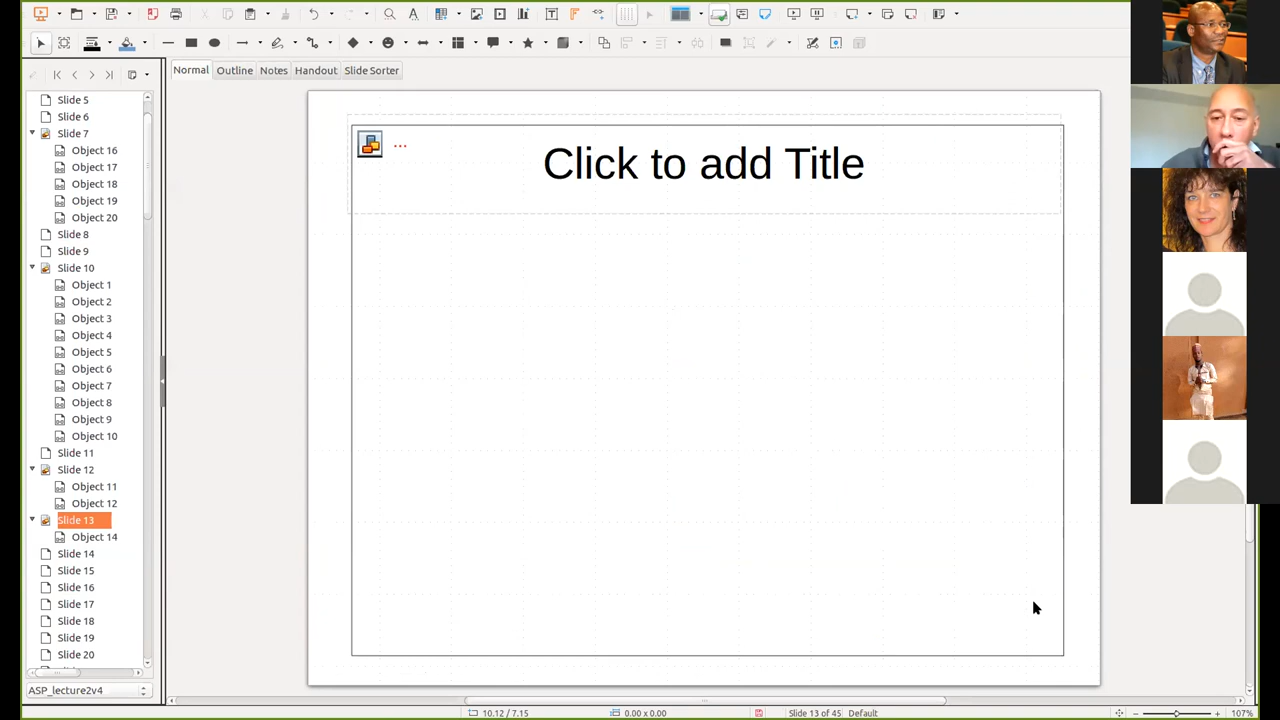 Normal
Outline
Notes
Handout
Slide Sorter
Slide 5
Slide 6
Slide 7
Object 16
Object 17
Object 18
Object 19
Object 20
Slide 8
Slide 9
Slide 10
Object 1
Object 2
Object 3
Object 4
Object 5
Object 6
Object 7
Object 8
Object 9
Object 10
Slide 11
Slide 12
Object 11
Object 12
Slide 13
Object 14
Slide 14
Slide 15
Slide 16
Slide 17
Slide 18
Slide 19
Slide 20
ASP_lecture2v4
...
Click to add Title
10.12 / 7.15
0.00 x 0.00
Slide 13 of 45
Default
107%